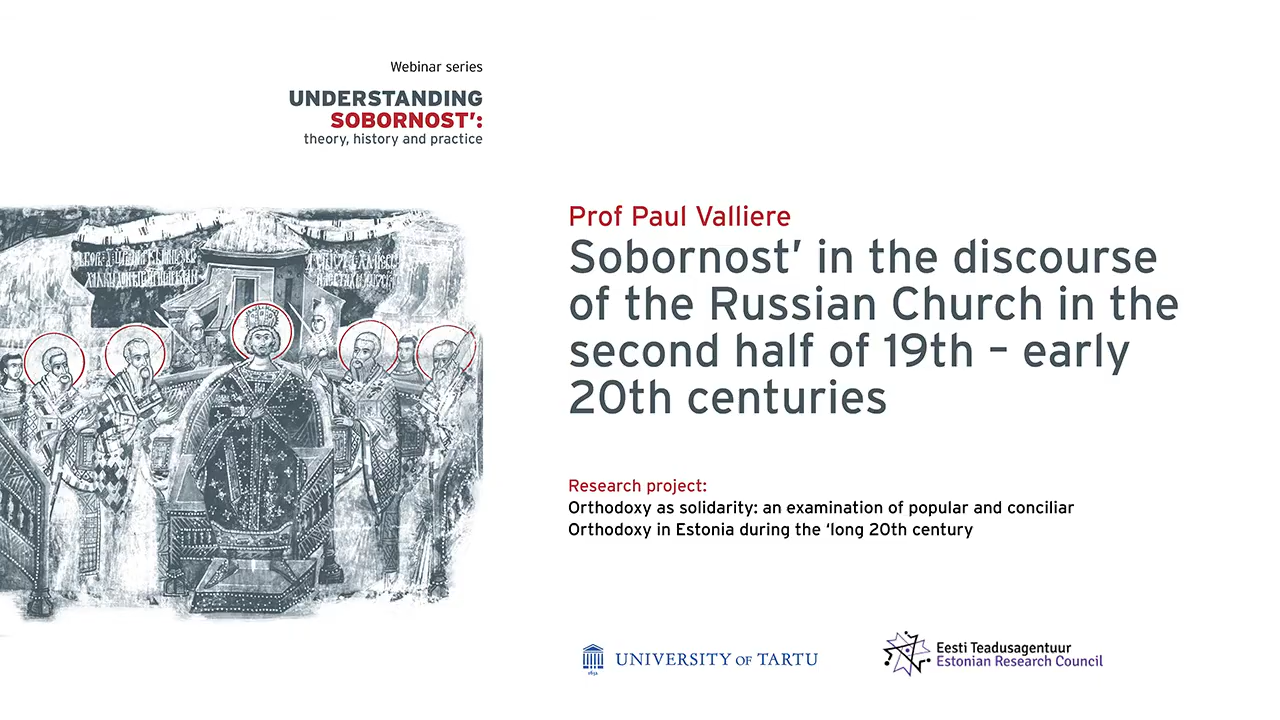 Webinar series
UNDERSTANDING
SOBORNOST’:
theory, history and practice
Prof Paul Valliere
Sobornost’ in the discourse
of the Russian Church in the
second half of 19th – early
20th centuries
Research project:
Orthodoxy as solidarity: an examination of popular and conciliar
Orthodoxy in Estonia during the ‘long 20th century
1632
UNIVERSITY OF TARTU
Eesti Teadusagentuur
Estonian Research Council